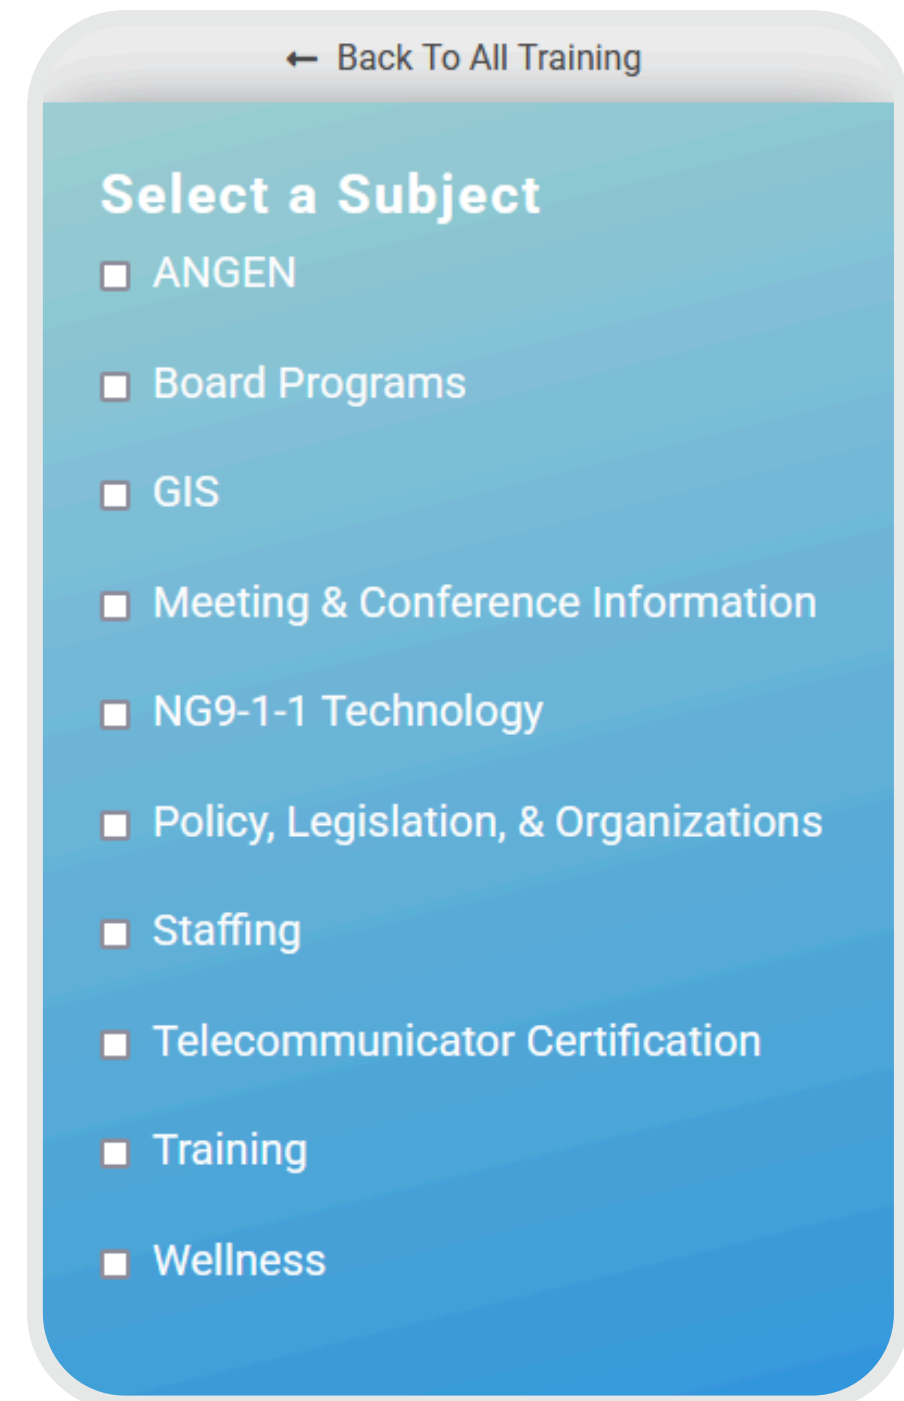 ← Back To All Training
Select a Subject
ANGEN
Board Programs
GIS
Meeting & Conference Information
NG9-1-1 Technology
Policy, Legislation, & Organizations
Staffing
Telecommunicator Certification
Training
Wellness